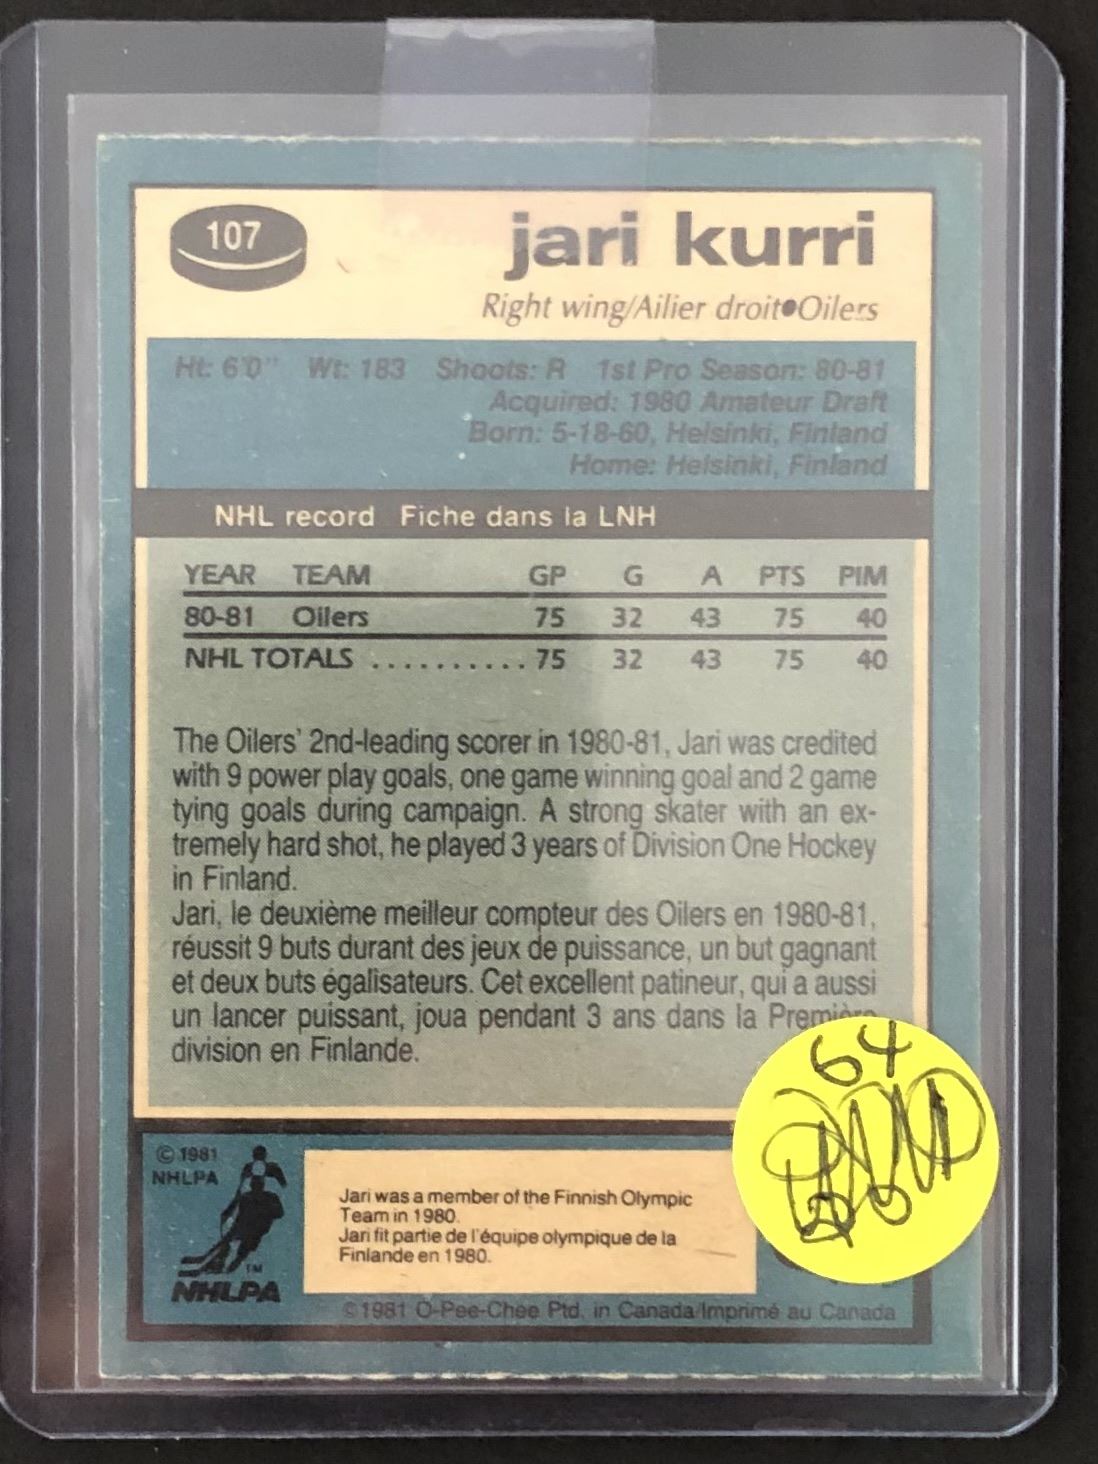 107
jari kurri
Right wing/Ailier droit•Oilers
Ht: 6'0" Wt: 183 Shoots: R 1st Pro Season: 80-81
Acquired: 1980 Amateur Draft
Born: 5-18-60, Helsinki, Finland
Home: Helsinki, Finland
NHL record Fiche dans la LNH
YEAR TEAM GP G A PTS PIM
80-81 Oilers 75 32 43 75 40
NHL TOTALS .......... 75 32 43 75 40
The Oilers' 2nd-leading scorer in 1980-81, Jari was credited
with 9 power play goals, one game winning goal and 2 game
tying goals during campaign. A strong skater with an ex-
tremely hard shot, he played 3 years of Division One Hockey
in Finland.
Jari, le deuxième meilleur compteur des Oilers en 1980-81,
réussit 9 buts durant des jeux de puissance, un but gagnant
et deux buts égalisateurs. Cet excellent patineur, qui a aussi
un lancer puissant, joua pendant 3 ans dans la Première
division en Finlande.
64
© 1981
NHLPA
TM
NHLPA
Jari was a member of the Finnish Olympic
Team in 1980.
Jari fit partie de l'équipe olympique de la
Finlande en 1980.
©1981 O-Pee-Chee Ptd. in Canada/Imprimé au Canada